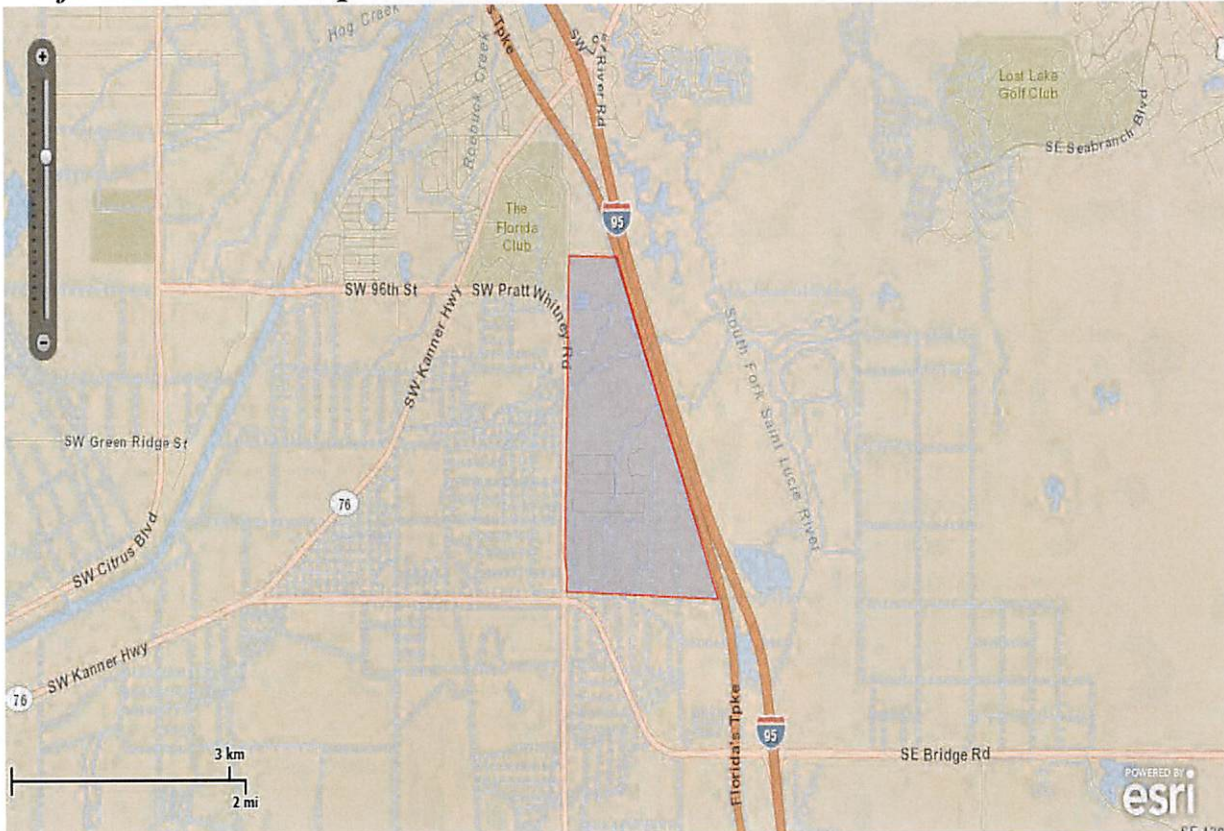 Hog Creek
s Tpke
SW
River Rd
Roebuck Creek
Lost Lake
Golf Club
SE Seabranch Blvd
The
Florida
Club
95
SW 96th St
SW Pratt Whitney Rd
SW Kanner Hwy
South Fork Saint Lucie River
SW Green Ridge St
76
SW Citrus Blvd
SW Kanner Hwy
76
Florida's Tpke
95
SE Bridge Rd
3 km
2 mi
POWERED BY
esri